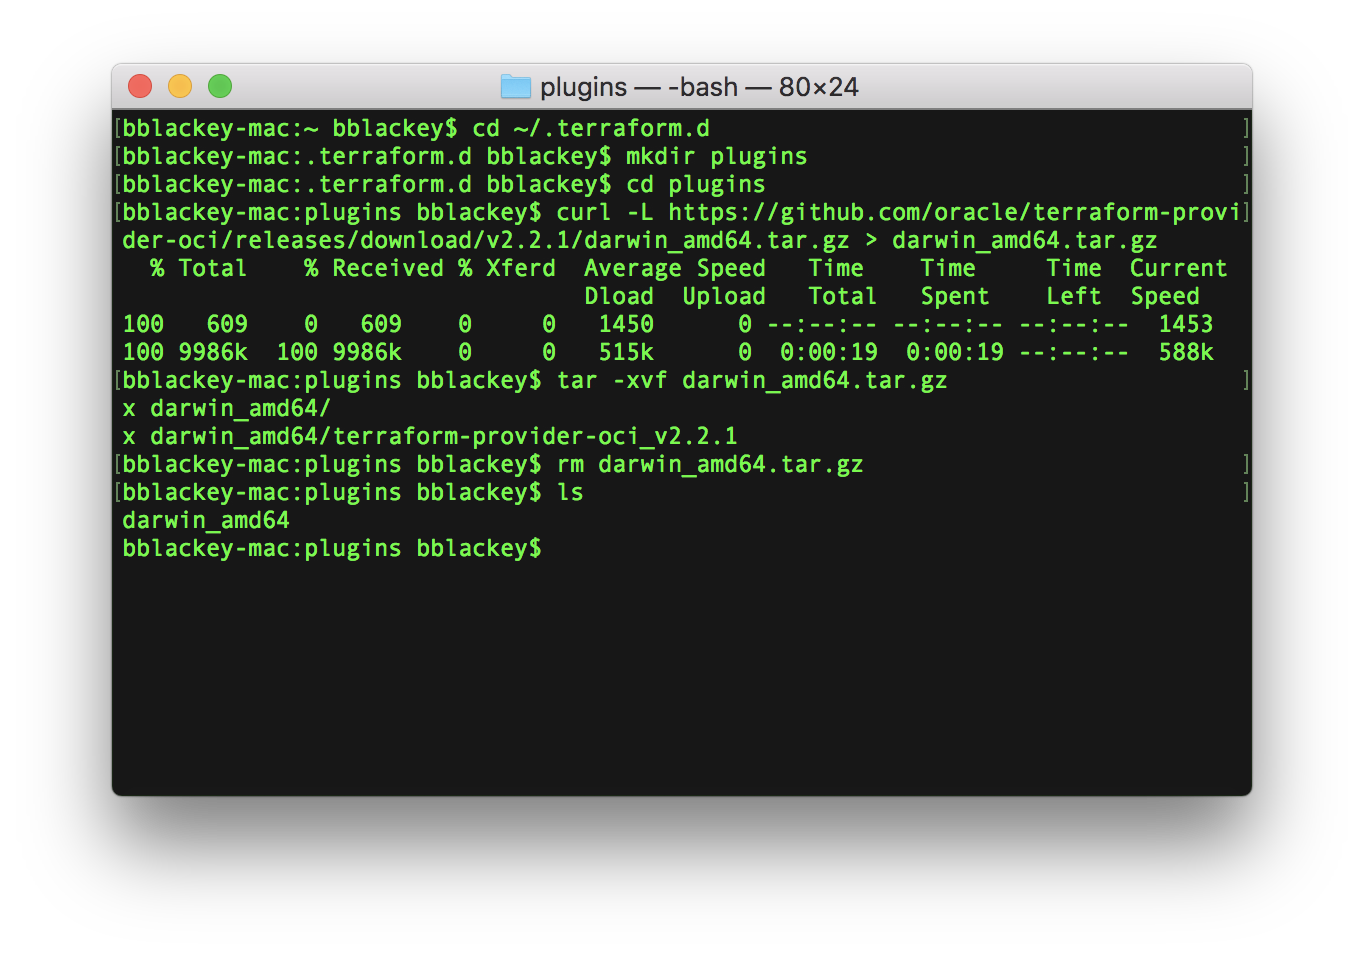 plugins — -bash — 80×24
[bblackey-mac:~ bblackey$ cd ~/.terraform.d ]
[bblackey-mac:.terraform.d bblackey$ mkdir plugins ]
[bblackey-mac:.terraform.d bblackey$ cd plugins ]
[bblackey-mac:plugins bblackey$ curl -L https://github.com/oracle/terraform-provi]
der-oci/releases/download/v2.2.1/darwin_amd64.tar.gz > darwin_amd64.tar.gz
  % Total    % Received % Xferd  Average Speed   Time    Time     Time  Current
                                 Dload  Upload   Total   Spent    Left  Speed
100   609    0   609    0     0   1450      0 --:--:-- --:--:-- --:--:--  1453
100 9986k  100 9986k    0     0   515k      0  0:00:19  0:00:19 --:--:--  588k
[bblackey-mac:plugins bblackey$ tar -xvf darwin_amd64.tar.gz ]
x darwin_amd64/
x darwin_amd64/terraform-provider-oci_v2.2.1
[bblackey-mac:plugins bblackey$ rm darwin_amd64.tar.gz ]
[bblackey-mac:plugins bblackey$ ls ]
darwin_amd64
bblackey-mac:plugins bblackey$